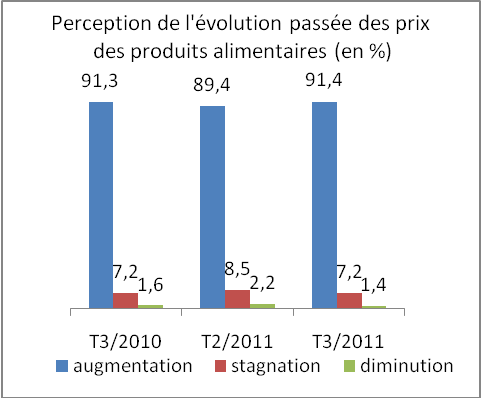 Perception de l'évolution passée des prix
des produits alimentaires (en %)
91,3
89,4
91,4
7,2
1,6
8,5
2,2
7,2
1,4
T3/2010
T2/2011
T3/2011
augmentation
stagnation
diminution